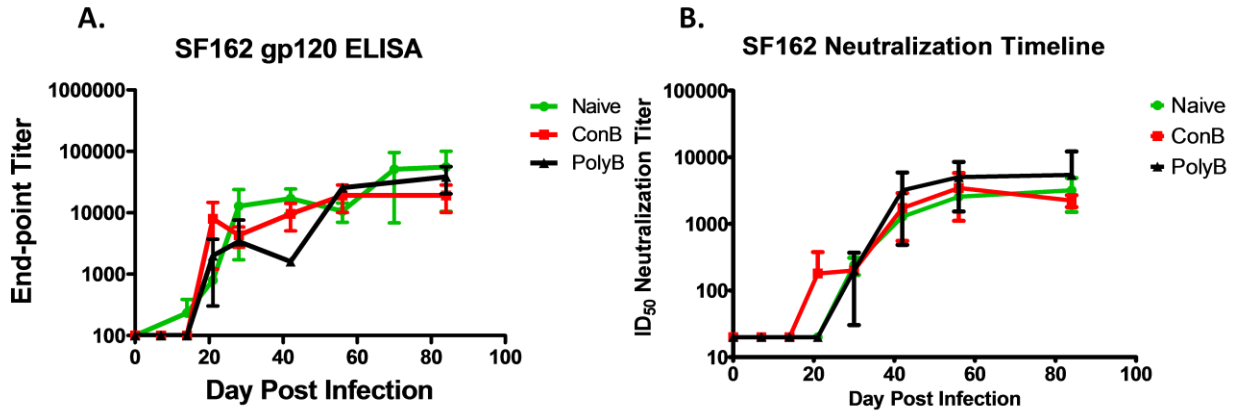 A.
SF162 gp120 ELISA
End-point Titer
1000000
100000
10000
1000
100
0 20 40 60 80 100
Day Post Infection
Naive
ConB
PolyB
B.
SF162 Neutralization Timeline
ID50 Neutralization Titer
100000
10000
1000
100
10
0 20 40 60 80 100
Day Post Infection
Naive
ConB
PolyB